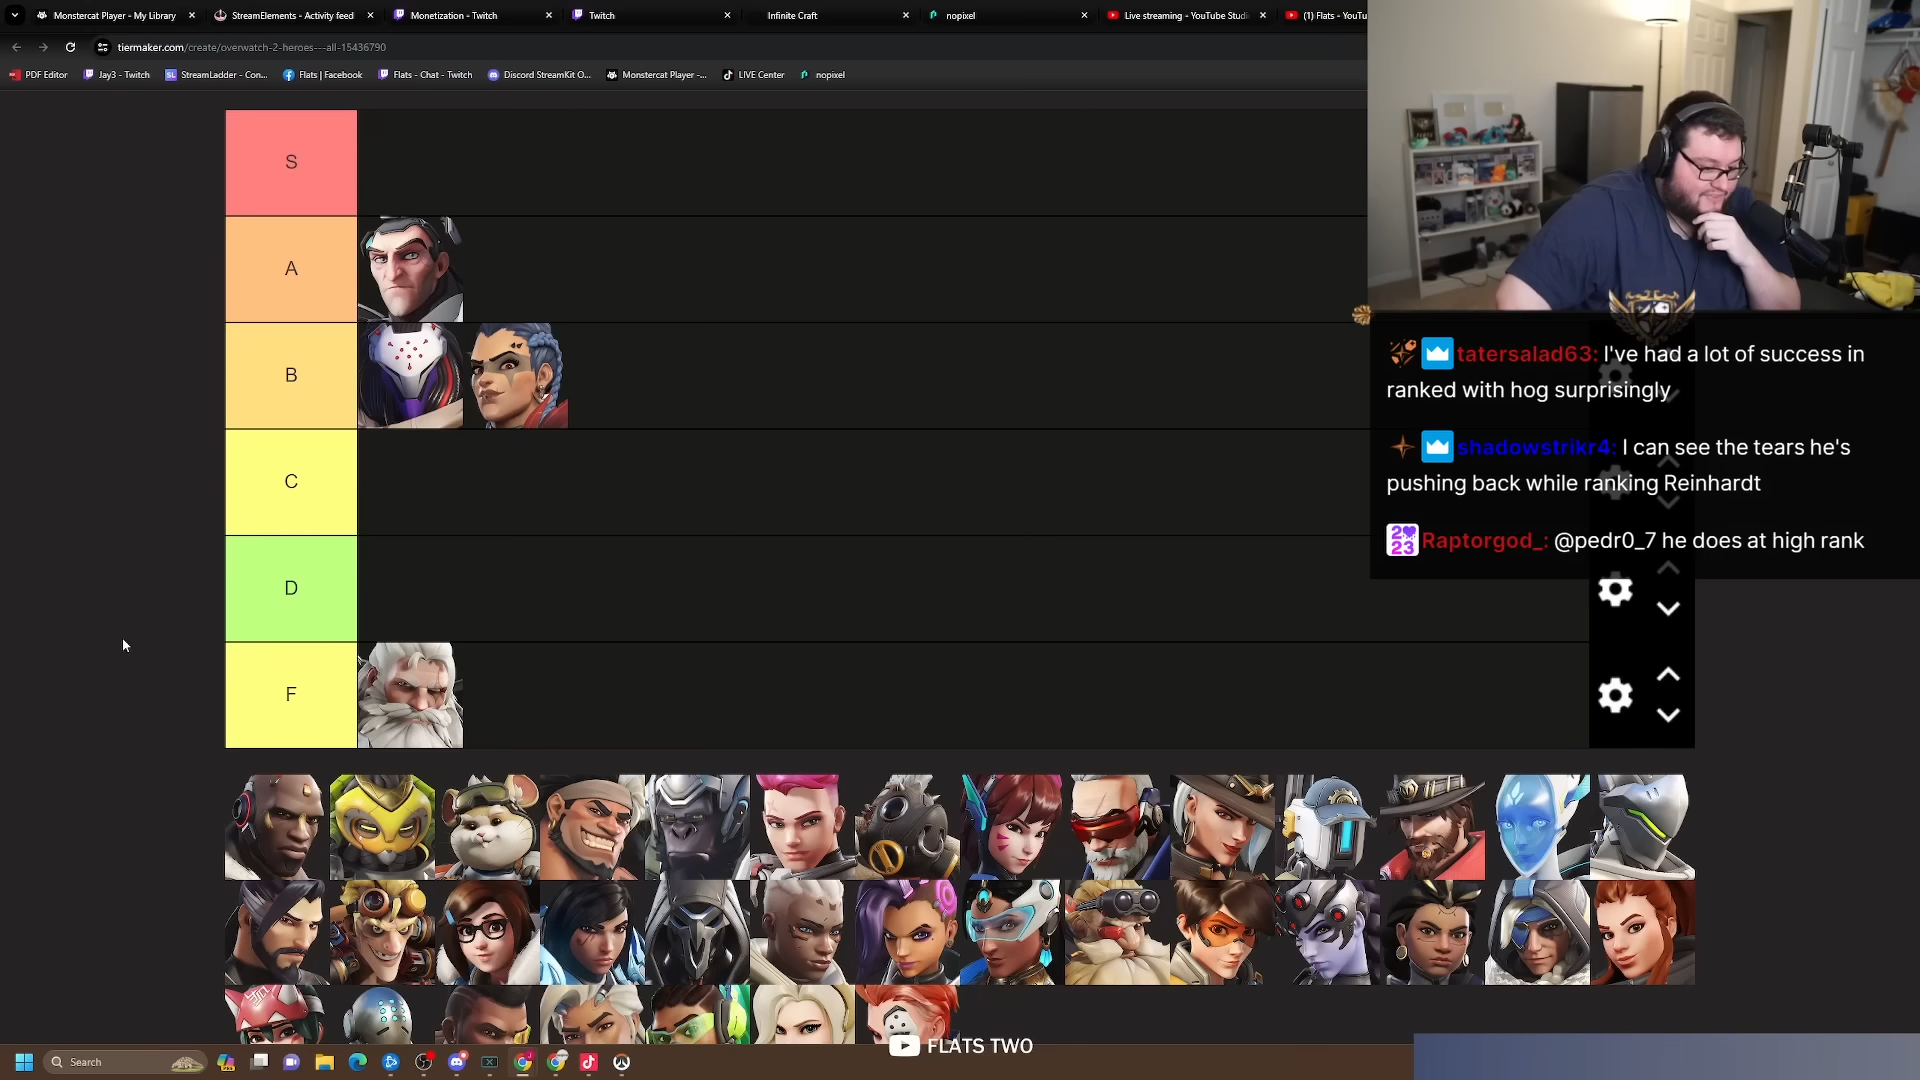 Monstercat Player - My Library
StreamElements - Activity feed
Monetization - Twitch
Twitch
Infinite Craft
nopixel
Live streaming - YouTube Studi
(1) Flats - YouTu
tiermaker.com/create/overwatch-2-heroes---all-15436790
PDF Editor
Jay3 - Twitch
StreamLadder - Con...
Flats | Facebook
Flats - Chat - Twitch
Discord StreamKit O...
Monstercat Player -...
LIVE Center
nopixel
S
A
B
C
D
F
tatersalad63: I've had a lot of success in
ranked with hog surprisingly
shadowstrikr4: I can see the tears he's
pushing back while ranking Reinhardt
2023 Raptorgod_: @pedr0_7 he does at high rank
Search
FLATS TWO